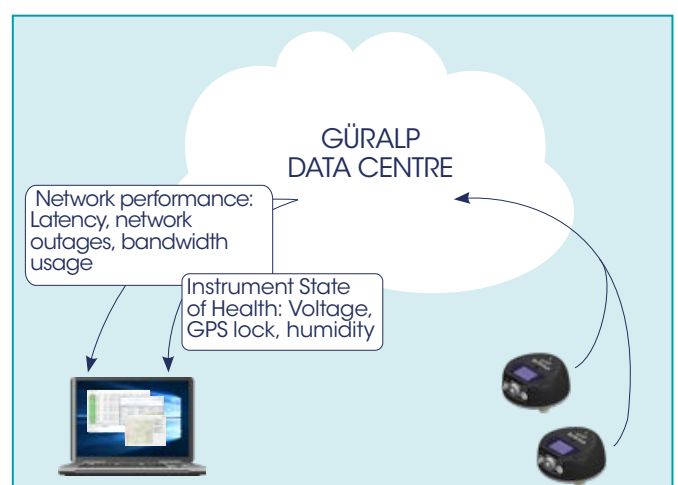 GÜRALP
DATA CENTRE
Network performance:
Latency, network
outages, bandwidth
usage
Instrument State
of Health: Voltage,
GPS lock, humidity